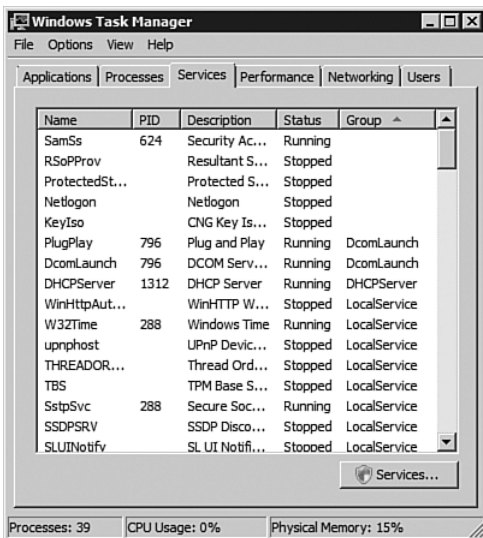 Windows Task Manager
File Options View Help
Applications Processes Services Performance Networking Users
Name PID Description Status Group
SamSs 624 Security Ac... Running
RSoPProv Resultant S... Stopped
ProtectedSt... Protected S... Stopped
Netlogon Netlogon Stopped
KeyIso CNG Key Is... Stopped
PlugPlay 796 Plug and Play Running DcomLaunch
DcomLaunch 796 DCOM Serv... Running DcomLaunch
DHCPServer 1312 DHCP Server Running DHCPServer
WinHttpAut... WinHTTP W... Stopped LocalService
W32Time 288 Windows Time Running LocalService
upnphost UPnP Devic... Stopped LocalService
THREADOR... Thread Ord... Stopped LocalService
TBS TPM Base S... Stopped LocalService
SstpSvc 288 Secure Soc... Running LocalService
SSDPSRV SSDP Disco... Stopped LocalService
SLUINotify SL UI Notifi... Stopped LocalService
Services...
Processes: 39 CPU Usage: 0% Physical Memory: 15%